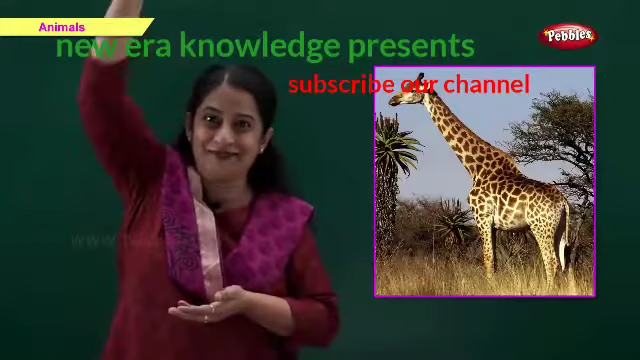 Animals
Pebbles
new era knowledge presents
subscribe our channel